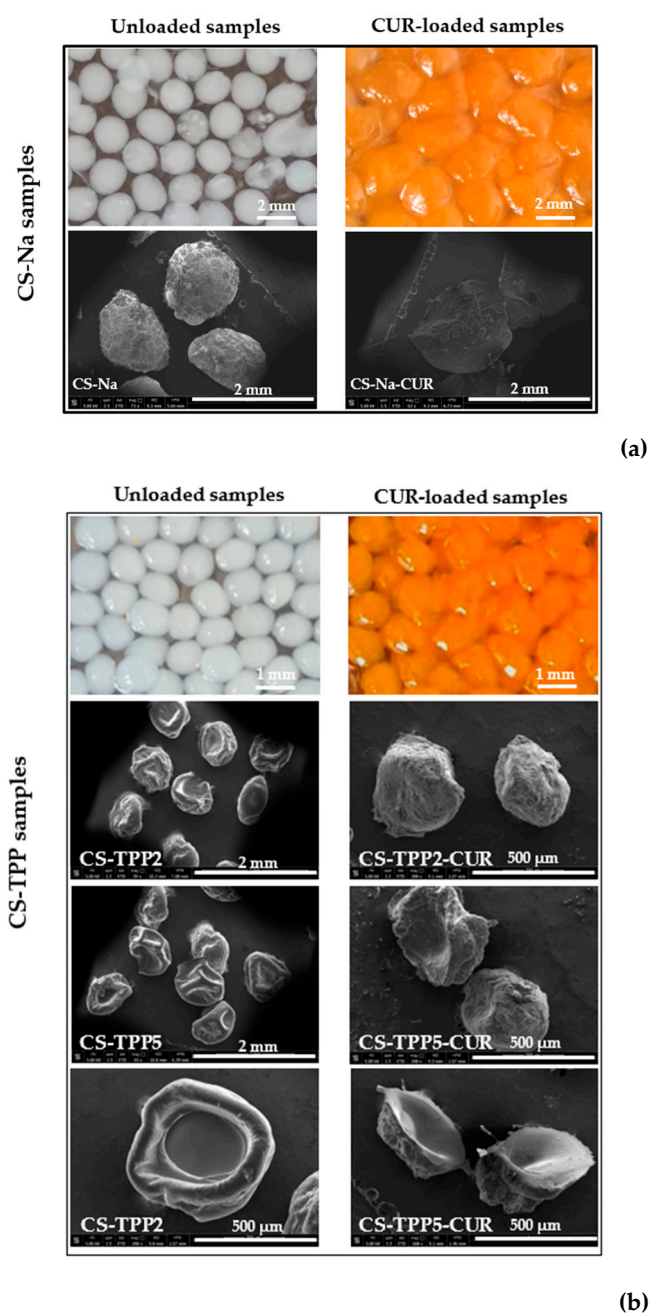 Unloaded samples
CUR-loaded samples
CS-Na samples
2 mm
2 mm
CS-Na
2 mm
CS-Na-CUR
2 mm
(a)
Unloaded samples
CUR-loaded samples
CS-TPP samples
1 mm
1 mm
CS-TPP2
2 mm
CS-TPP2-CUR
500 µm
CS-TPP5
2 mm
CS-TPP5-CUR
500 µm
CS-TPP2
500 µm
CS-TPP5-CUR
500 µm
(b)